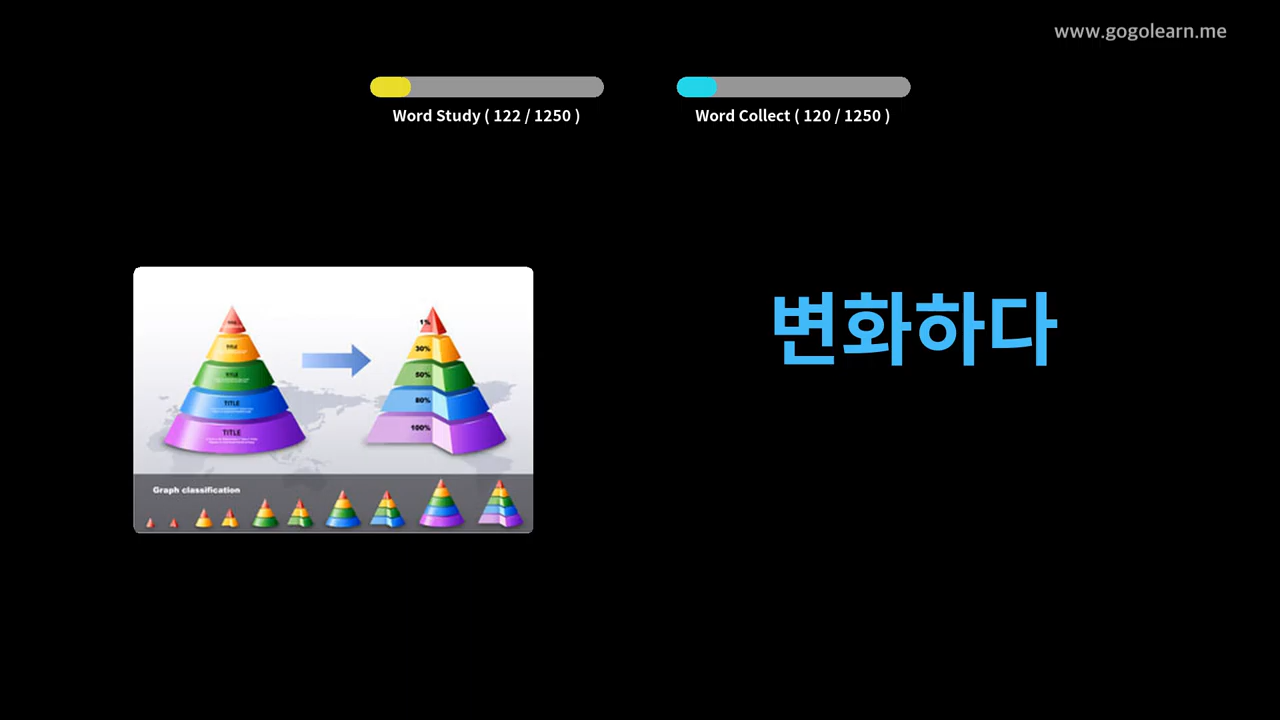 www.gogolearn.me
Word Study ( 122 / 1250 )
Word Collect ( 120 / 1250 )
변화하다
TITLE
TITLE
TITLE
TITLE
1%
30%
50%
80%
100%
Graph classification